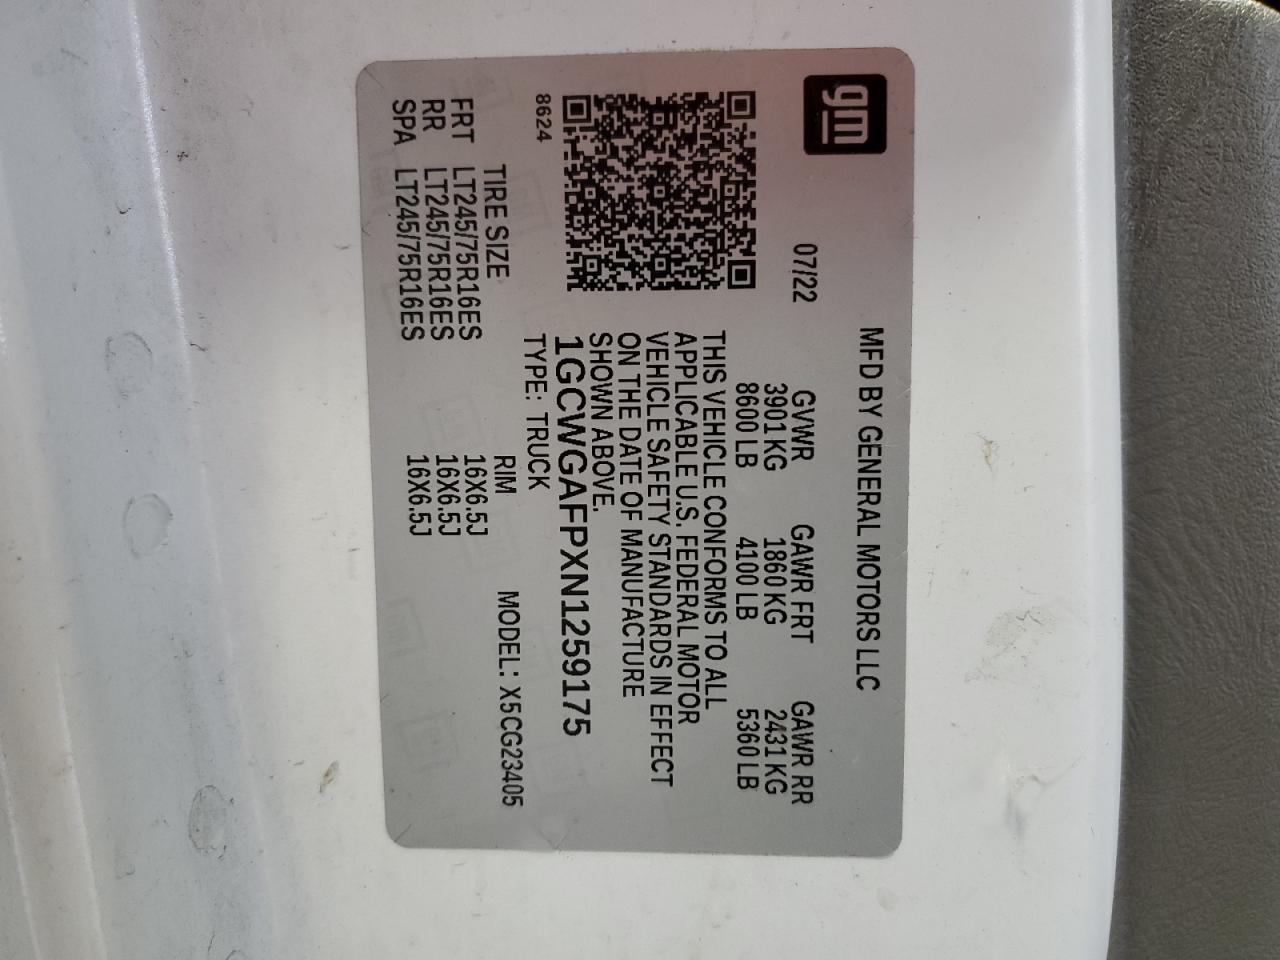 gm
MFD BY GENERAL MOTORS LLC
07/22 GVWR GAWR FRT GAWR RR
3901 KG 1860 KG 2431 KG
8600 LB 4100 LB 5360 LB
THIS VEHICLE CONFORMS TO ALL
APPLICABLE U.S. FEDERAL MOTOR
VEHICLE SAFETY STANDARDS IN EFFECT
ON THE DATE OF MANUFACTURE
SHOWN ABOVE.
8624
1GCWGAFPXN1259175
TYPE: TRUCK MODEL: X5CG23405
TIRE SIZE RIM
FRT LT245/75R16ES 16X6.5J
RR LT245/75R16ES 16X6.5J
SPA LT245/75R16ES 16X6.5J